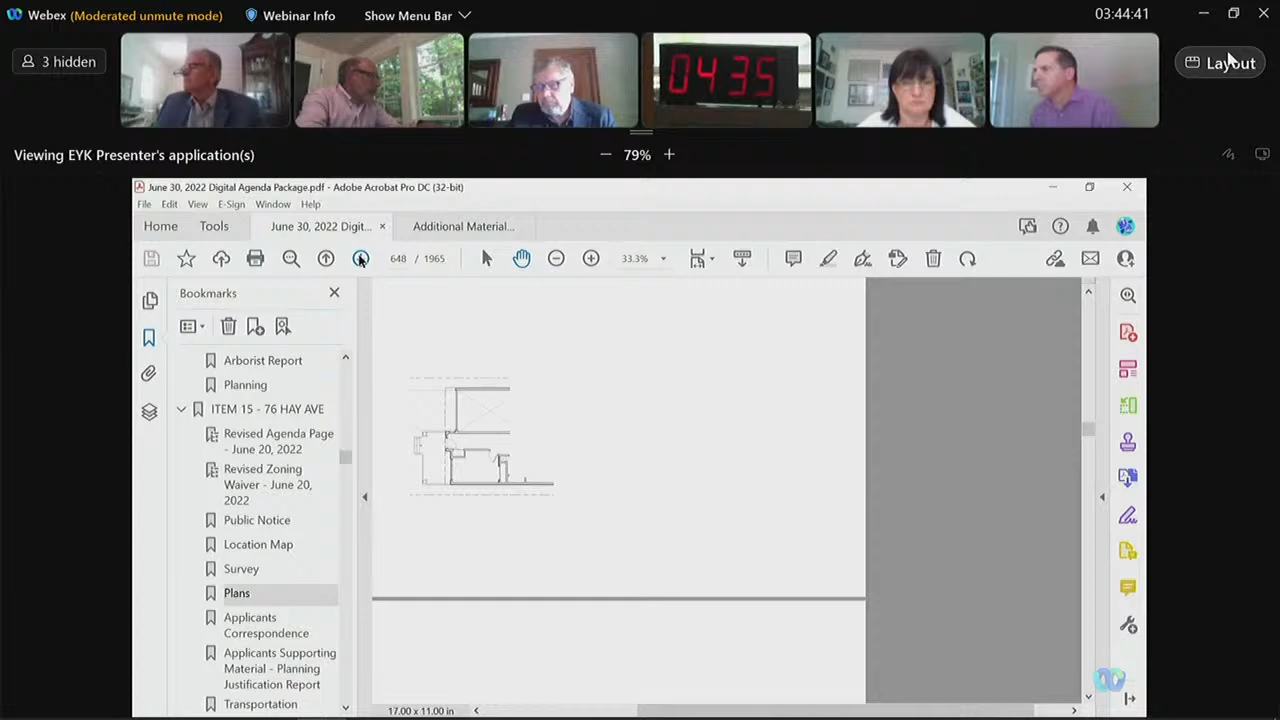 Webex (Moderated unmute mode) Webinar Info Show Menu Bar 03:44:41
3 hidden
0435
Layout
Viewing EYK Presenter's application(s) 79%
June 30, 2022 Digital Agenda Package.pdf - Adobe Acrobat Pro DC (32-bit)
File Edit View E-Sign Window Help
Home Tools June 30, 2022 Digit... Additional Material...
648 / 1965 33.3%
Bookmarks
Arborist Report
Planning
ITEM 15 - 76 HAY AVE
Revised Agenda Page
- June 20, 2022
Revised Zoning
Waiver - June 20,
2022
Public Notice
Location Map
Survey
Plans
Applicants
Correspondence
Applicants Supporting
Material - Planning
Justification Report
Transportation
17.00 x 11.00 in